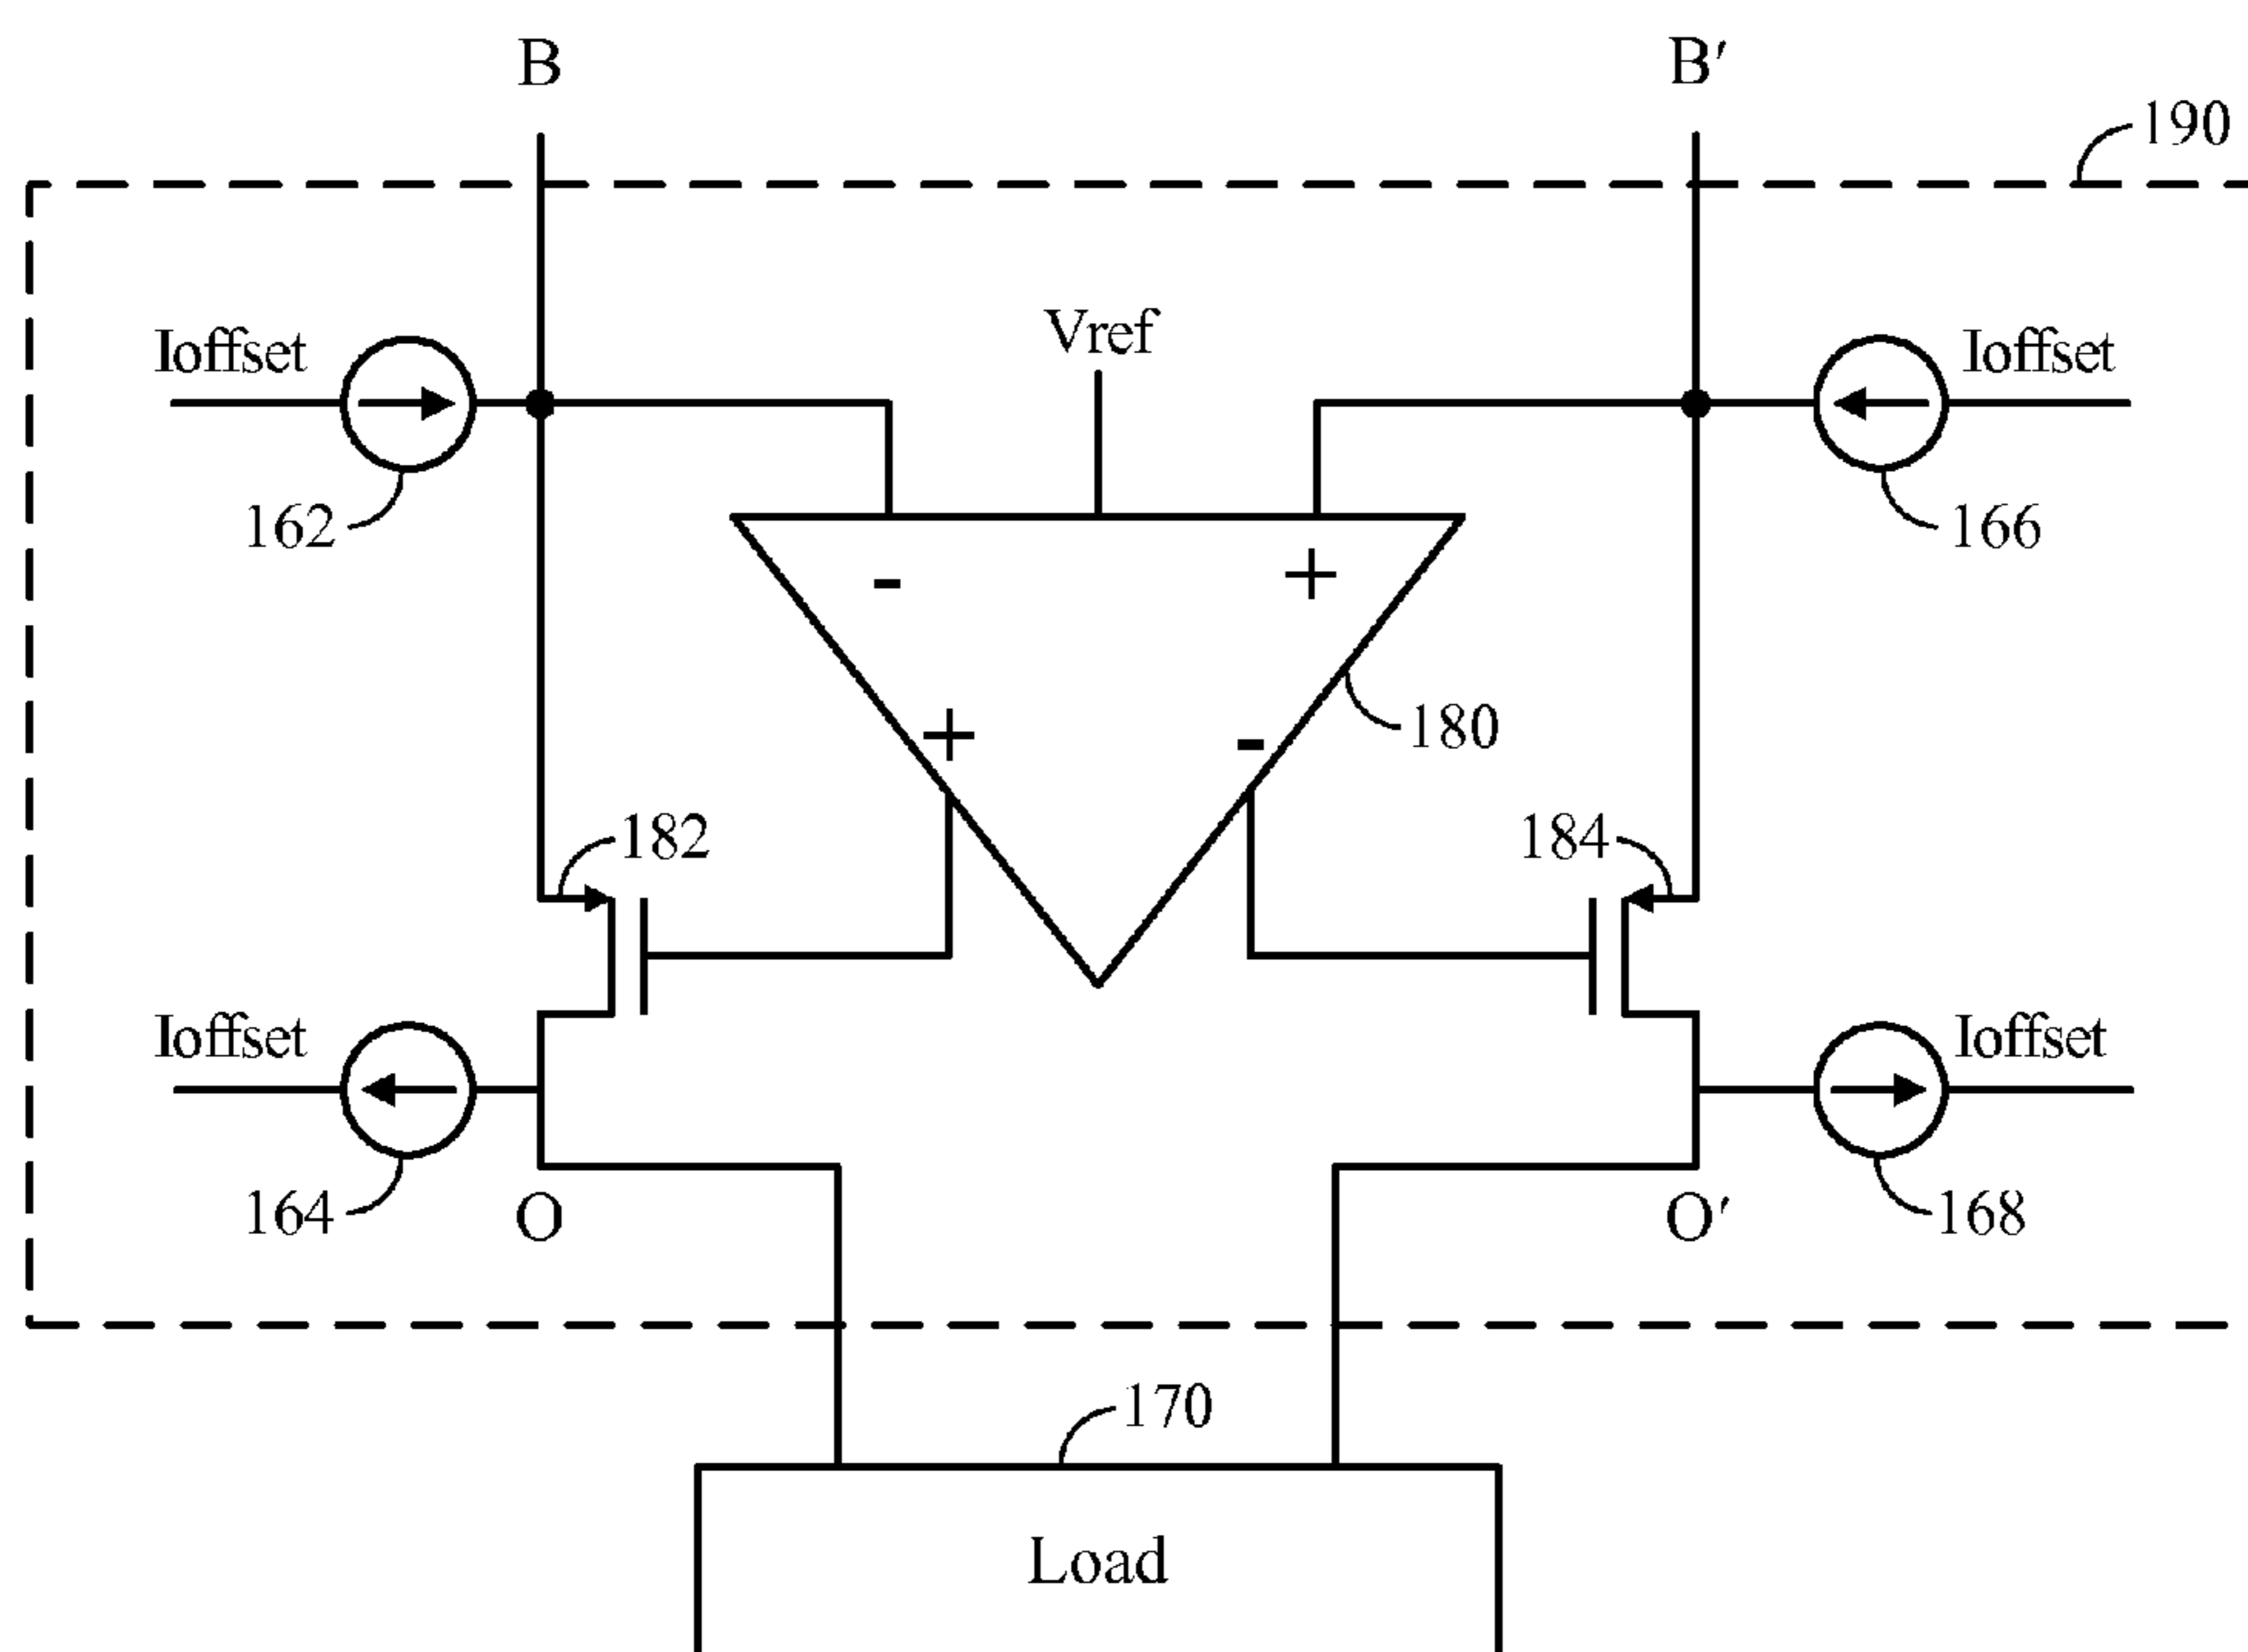 B
B′
190
Ioffset
Vref
Ioffset
162
166
-
+
+
-
180
182
184
Ioffset
Ioffset
164
O
O′
168
170
Load